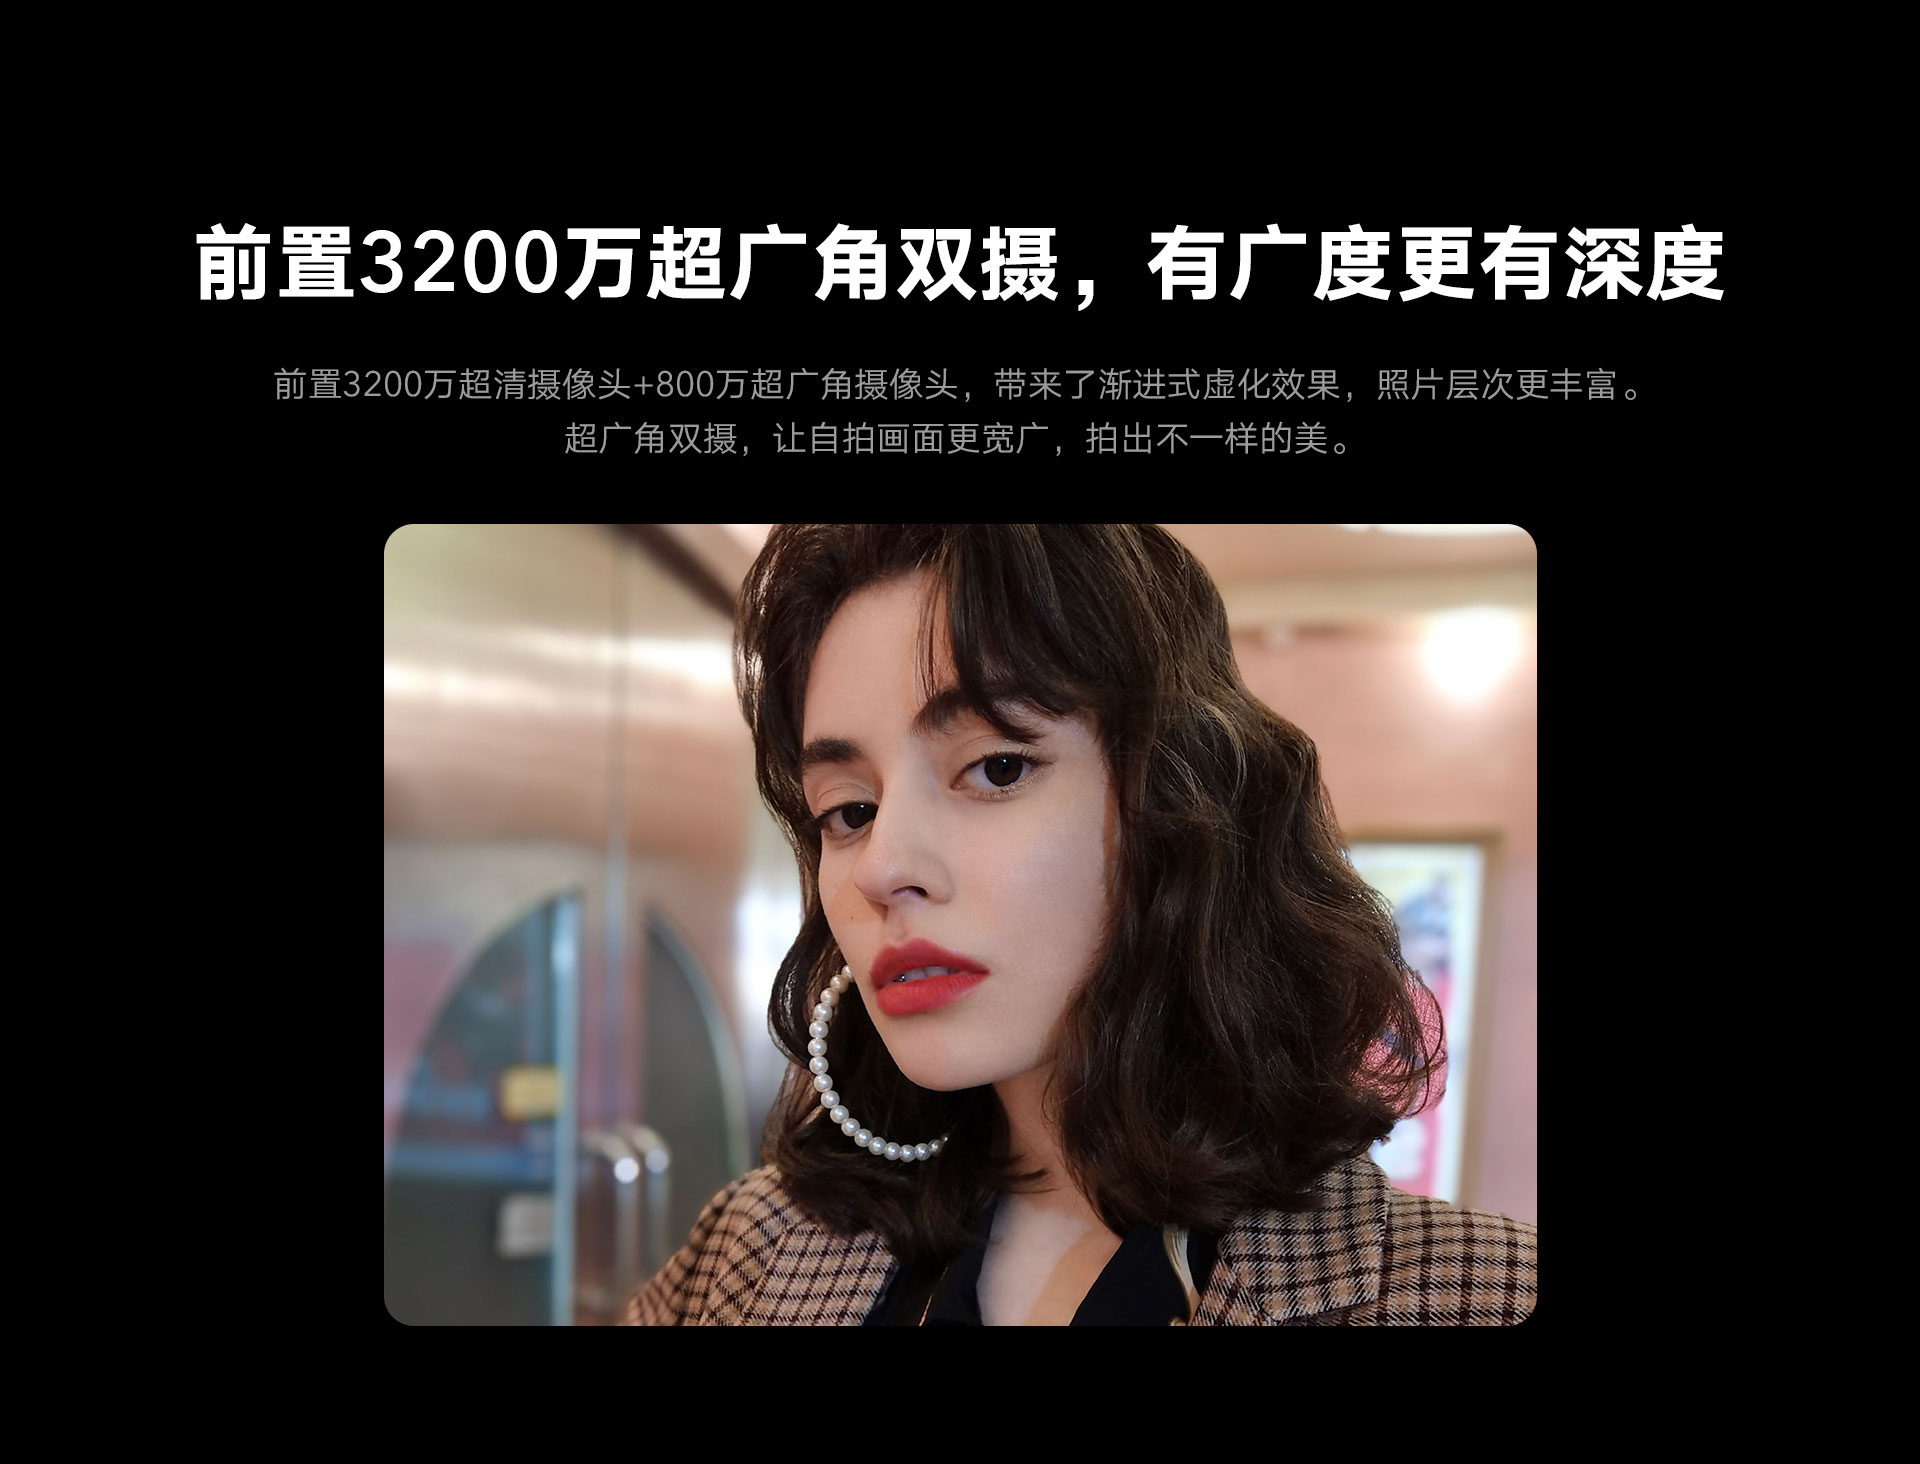 前置3200万超广角双摄，有广度更有深度
前置3200万超清摄像头+800万超广角摄像头，带来了渐进式虚化效果，照片层次更丰富。
超广角双摄，让自拍画面更宽广，拍出不一样的美。